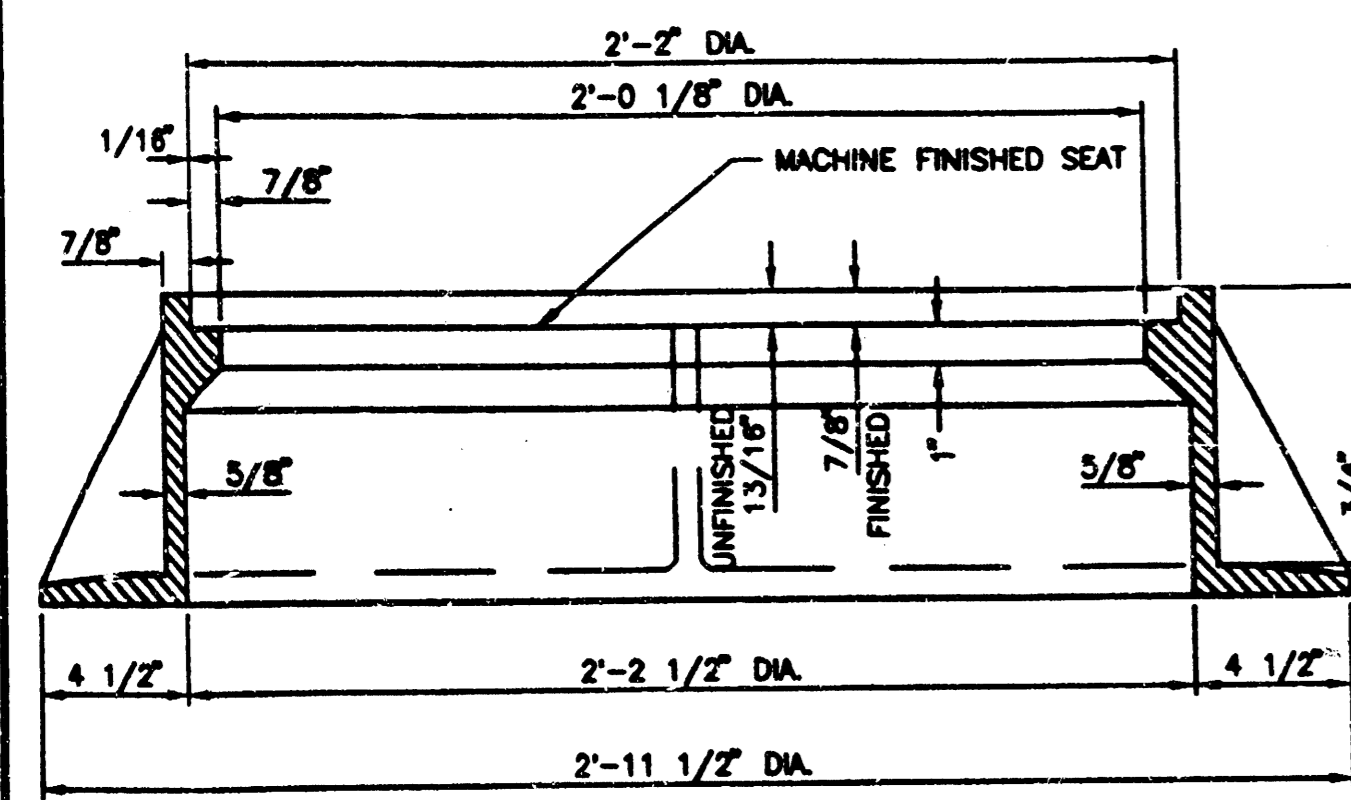 2'-2" DIA.
2'-0 1/8" DIA.
1/16"
MACHINE FINISHED SEAT
7/8"
7/8"
UNFINISHED
13/16"
7/8"
FINISHED
1"
5/8"
5/8"
4 1/2"
2'-2 1/2" DIA.
4 1/2"
2'-11 1/2" DIA.